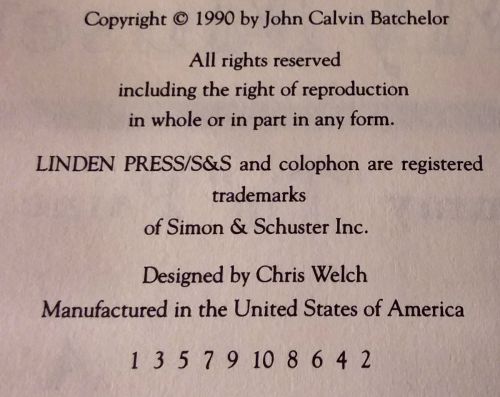 Copyright © 1990 by John Calvin Batchelor
All rights reserved
including the right of reproduction
in whole or in part in any form.
LINDEN PRESS/S&S and colophon are registered
trademarks
of Simon & Schuster Inc.
Designed by Chris Welch
Manufactured in the United States of America
1 3 5 7 9 10 8 6 4 2